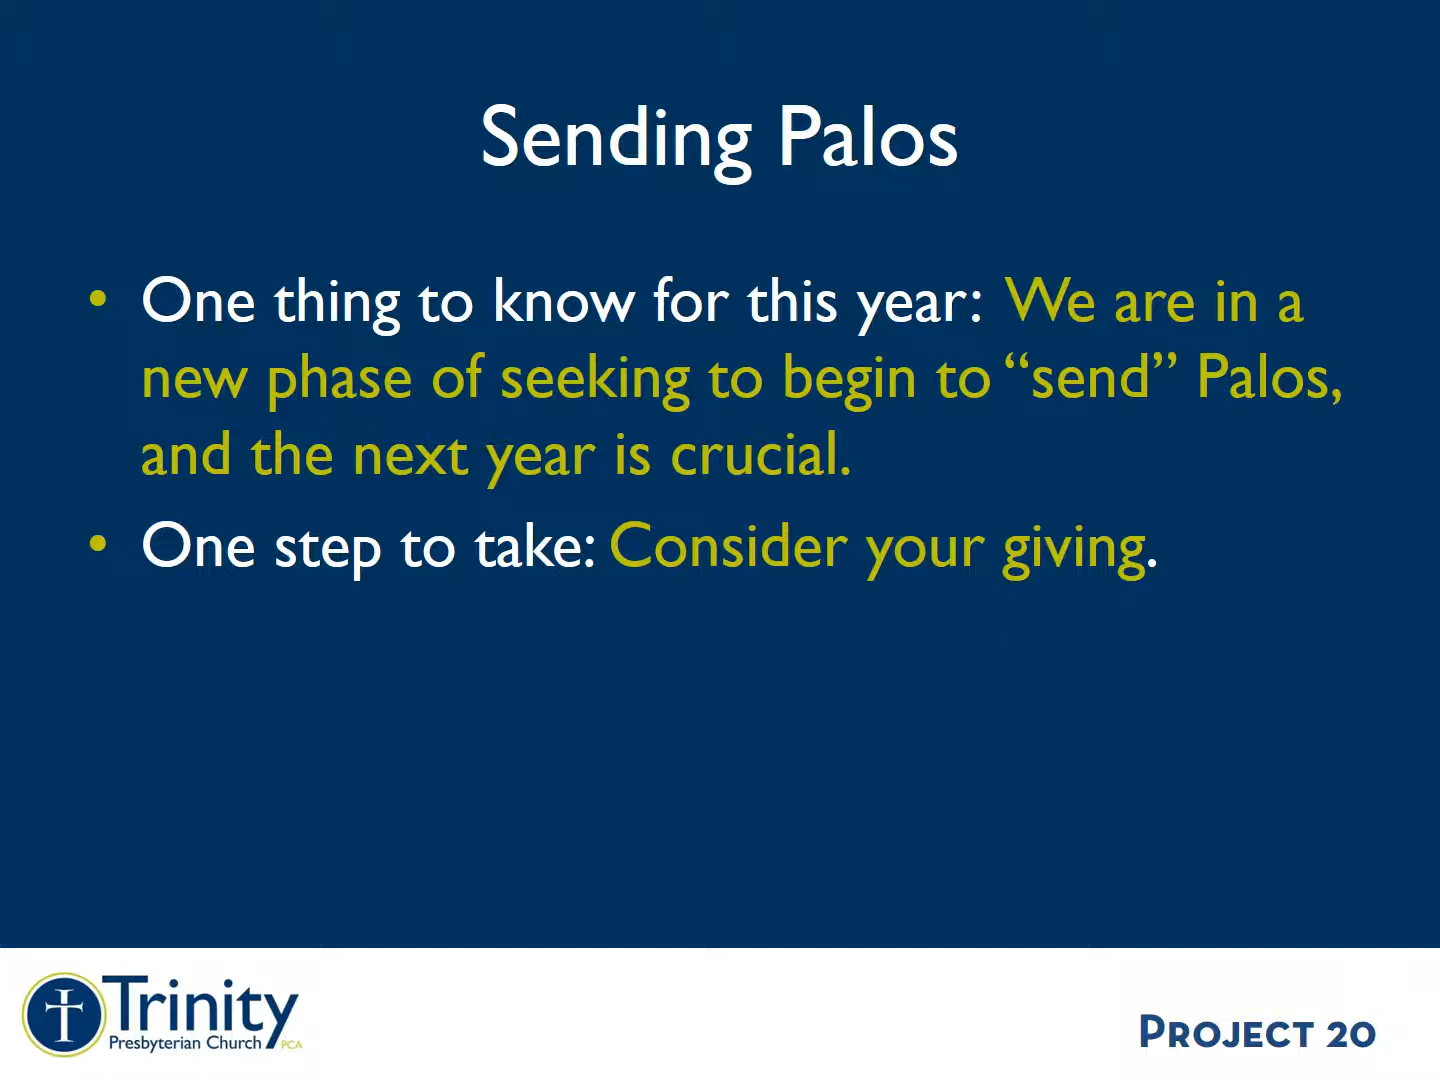 Sending Palos
• One thing to know for this year: We are in a
new phase of seeking to begin to “send” Palos,
and the next year is crucial.
• One step to take: Consider your giving.
Trinity
Presbyterian Church PCA
PROJECT 20